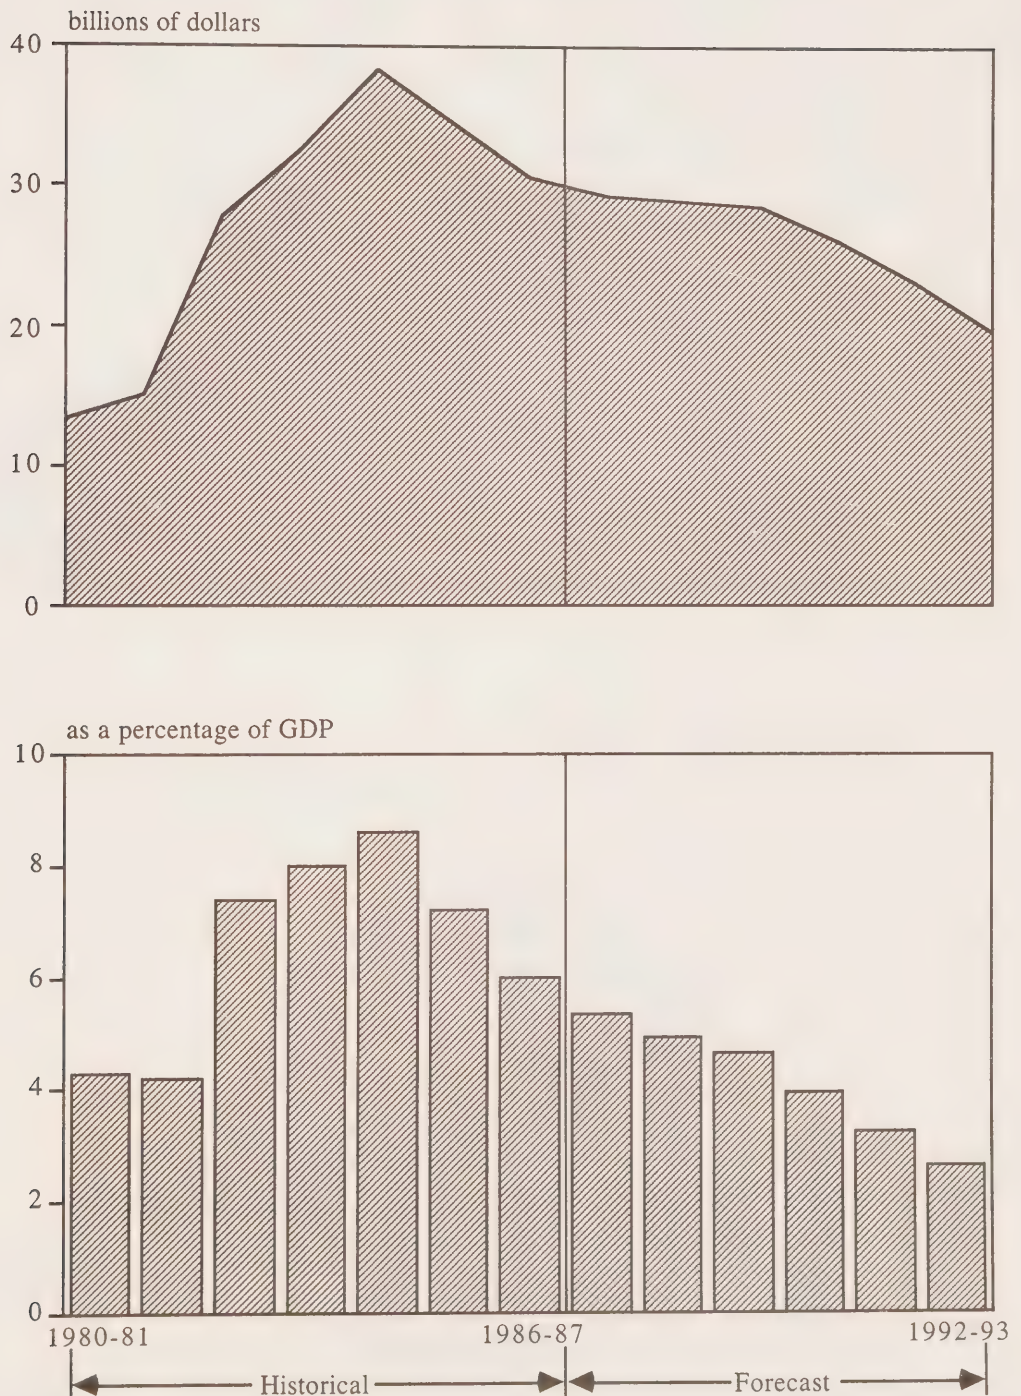 billions of dollars
40
30
20
10
0
as a percentage of GDP
10
8
6
4
2
0
1980-81 1986-87 1992-93
Historical Forecast